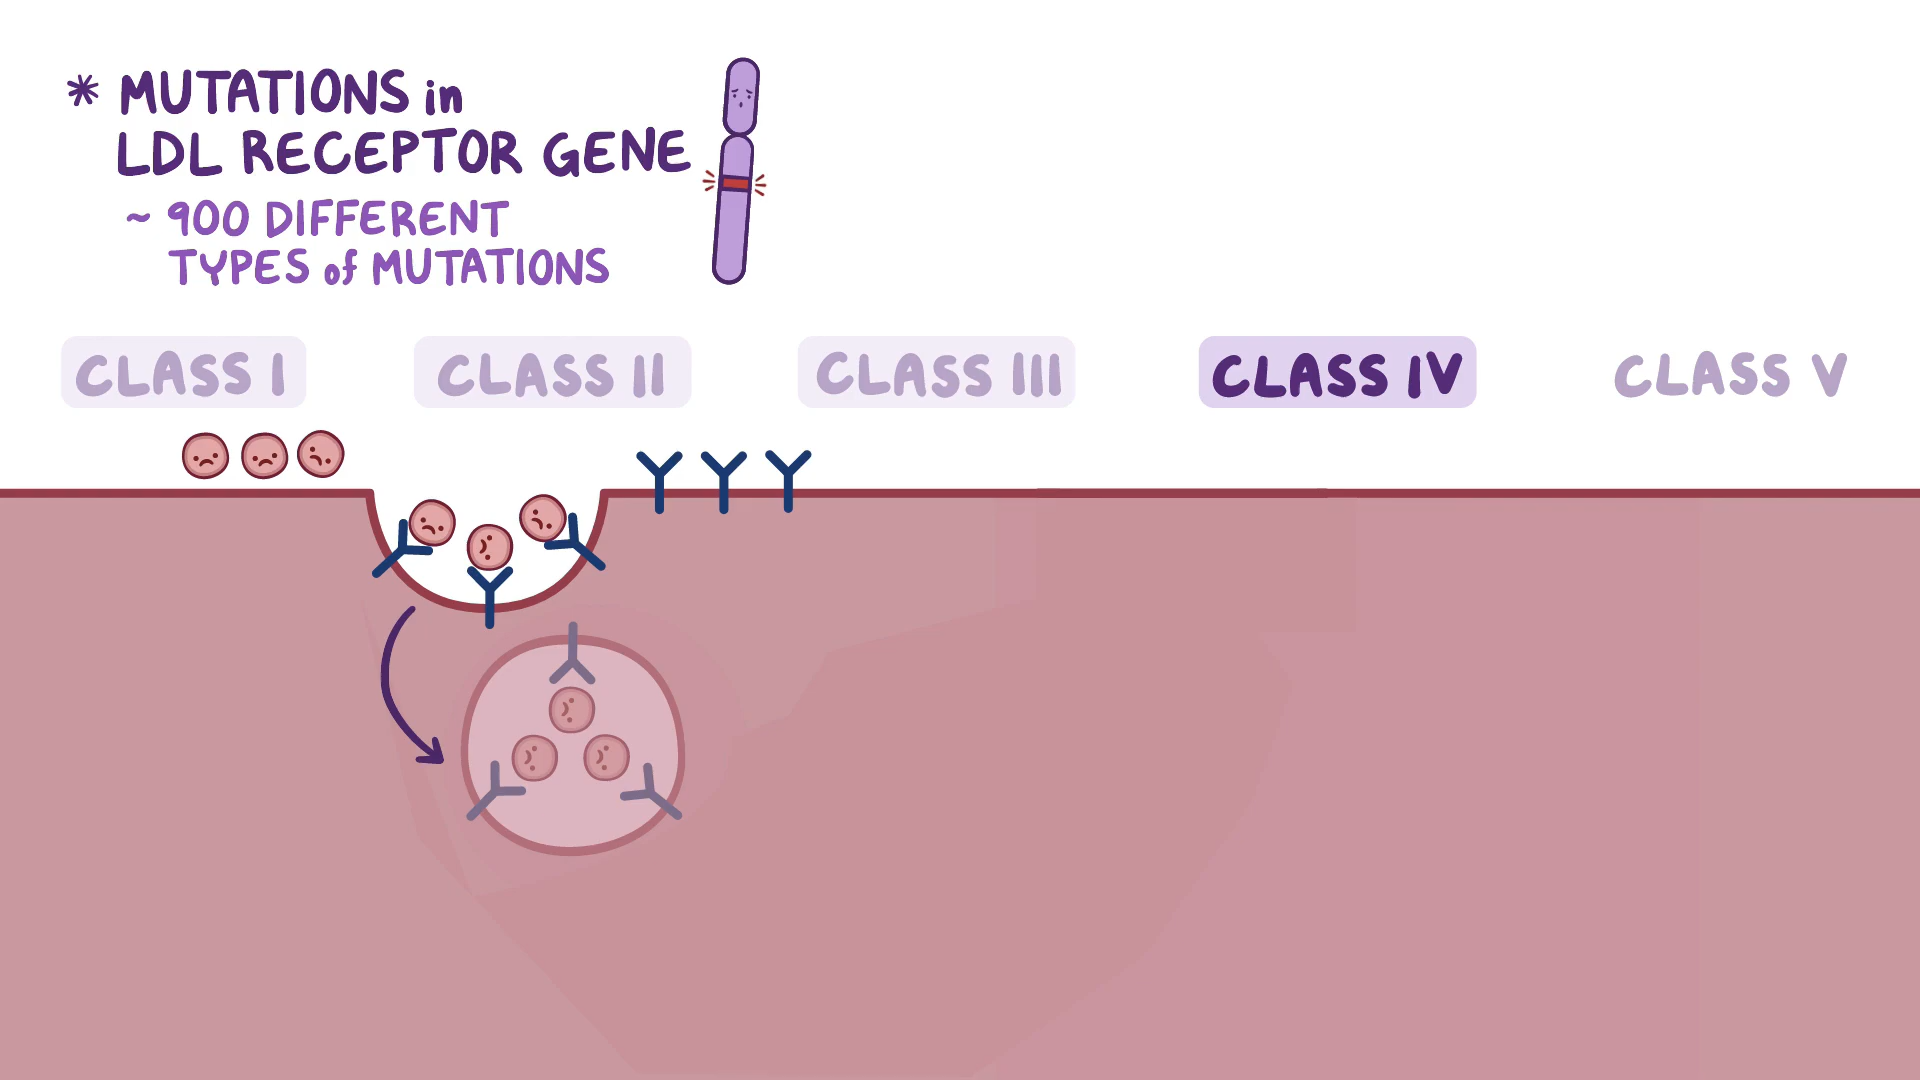 * MUTATIONS in
LDL RECEPTOR GENE
~ 900 DIFFERENT
TYPES of MUTATIONS
CLASS I CLASS II CLASS III CLASS IV CLASS V